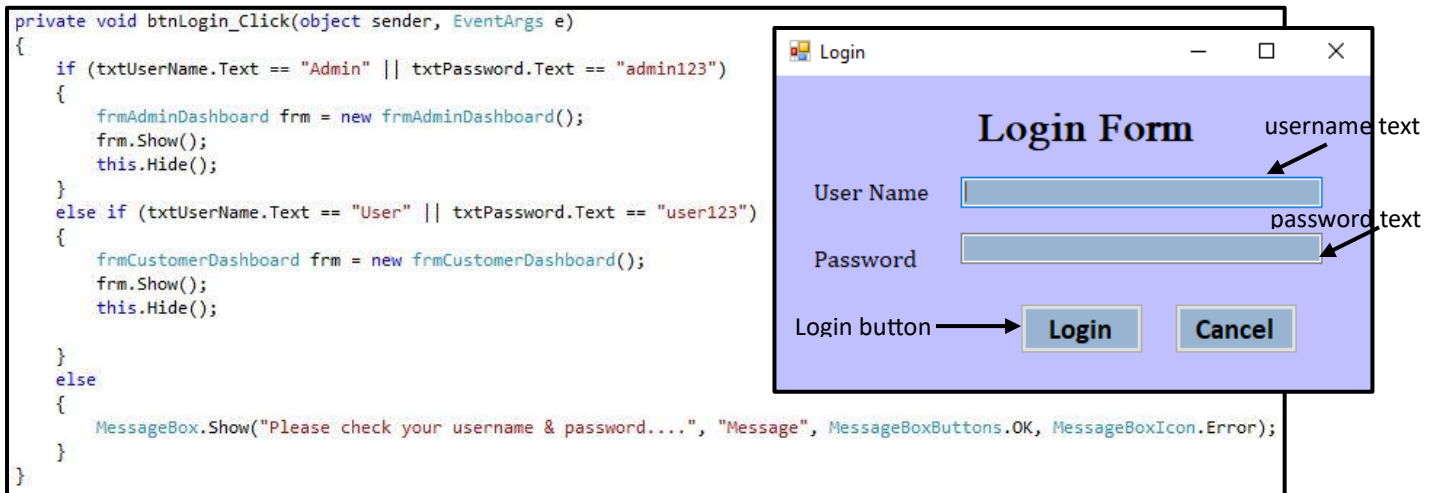 private void btnLogin_Click(object sender, EventArgs e)
{
if (txtUserName.Text == "Admin" || txtPassword.Text == "admin123")
{
frmAdminDashboard frm = new frmAdminDashboard();
frm.Show();
this.Hide();
}
else if (txtUserName.Text == "User" || txtPassword.Text == "user123")
{
frmCustomerDashboard frm = new frmCustomerDashboard();
frm.Show();
this.Hide();
}
else
{
MessageBox.Show("Please check your username & password....", "Message", MessageBoxButtons.OK, MessageBoxIcon.Error);
}
}
Login
Login Form
username text
User Name
password text
Password
Login button
Login
Cancel